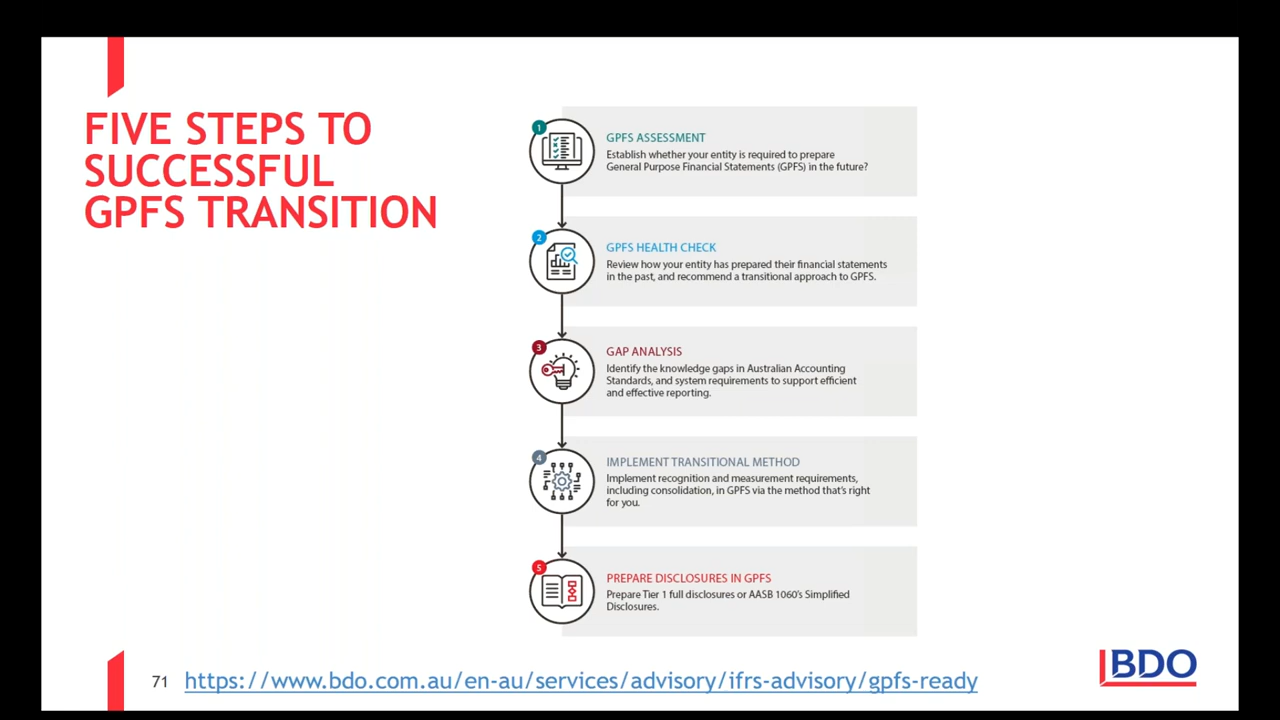 FIVE STEPS TO
SUCCESSFUL
GPFS TRANSITION
1
GPFS ASSESSMENT
Establish whether your entity is required to prepare
General Purpose Financial Statements (GPFS) in the future?
2
GPFS HEALTH CHECK
Review how your entity has prepared their financial statements
in the past, and recommend a transitional approach to GPFS.
3
GAP ANALYSIS
Identify the knowledge gaps in Australian Accounting
Standards, and system requirements to support efficient
and effective reporting.
4
IMPLEMENT TRANSITIONAL METHOD
Implement recognition and measurement requirements,
including consolidation, in GPFS via the method that's right
for you.
5
PREPARE DISCLOSURES IN GPFS
Prepare Tier 1 full disclosures or AASB 1060's Simplified
Disclosures.
71 https://www.bdo.com.au/en-au/services/advisory/ifrs-advisory/gpfs-ready
BDO